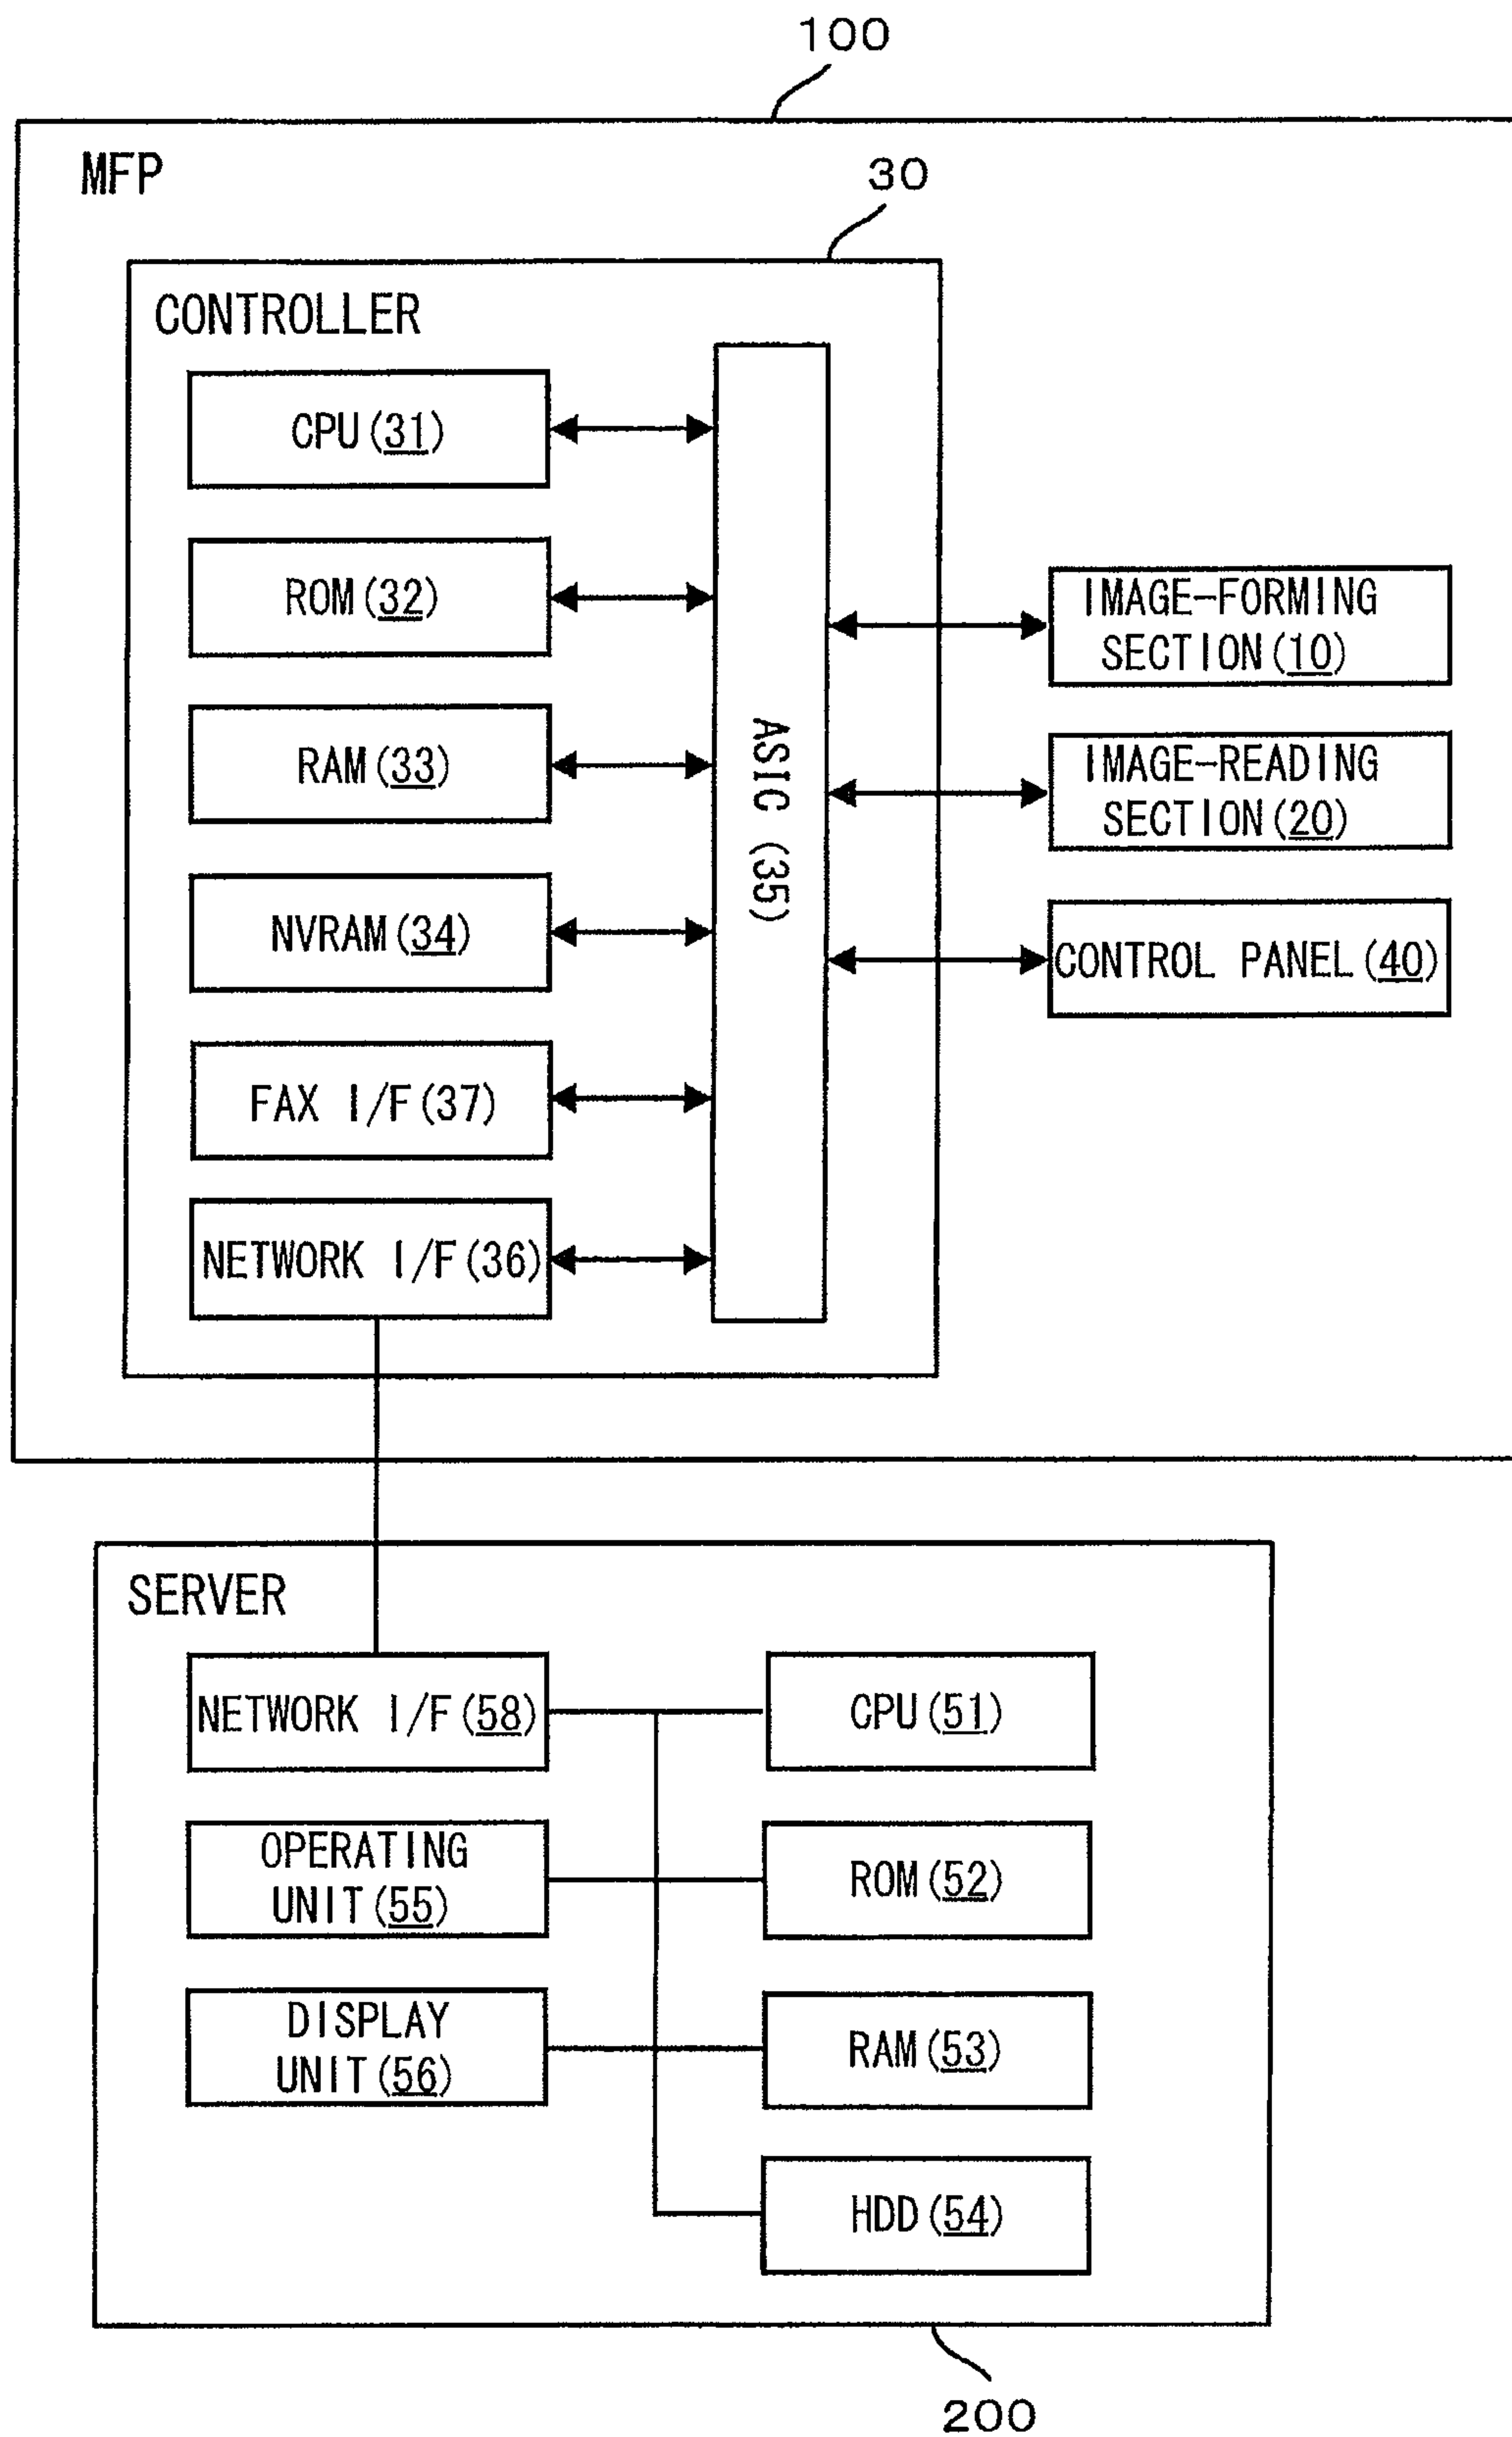 100
MFP
30
CONTROLLER
CPU(31)
ROM(32)
RAM(33)
NVRAM(34)
FAX I/F(37)
NETWORK I/F(36)
ASIC (35)
IMAGE-FORMING
SECTION(10)
IMAGE-READING
SECTION(20)
CONTROL PANEL(40)
SERVER
NETWORK I/F(58)
OPERATING
UNIT(55)
DISPLAY
UNIT(56)
CPU(51)
ROM(52)
RAM(53)
HDD(54)
200